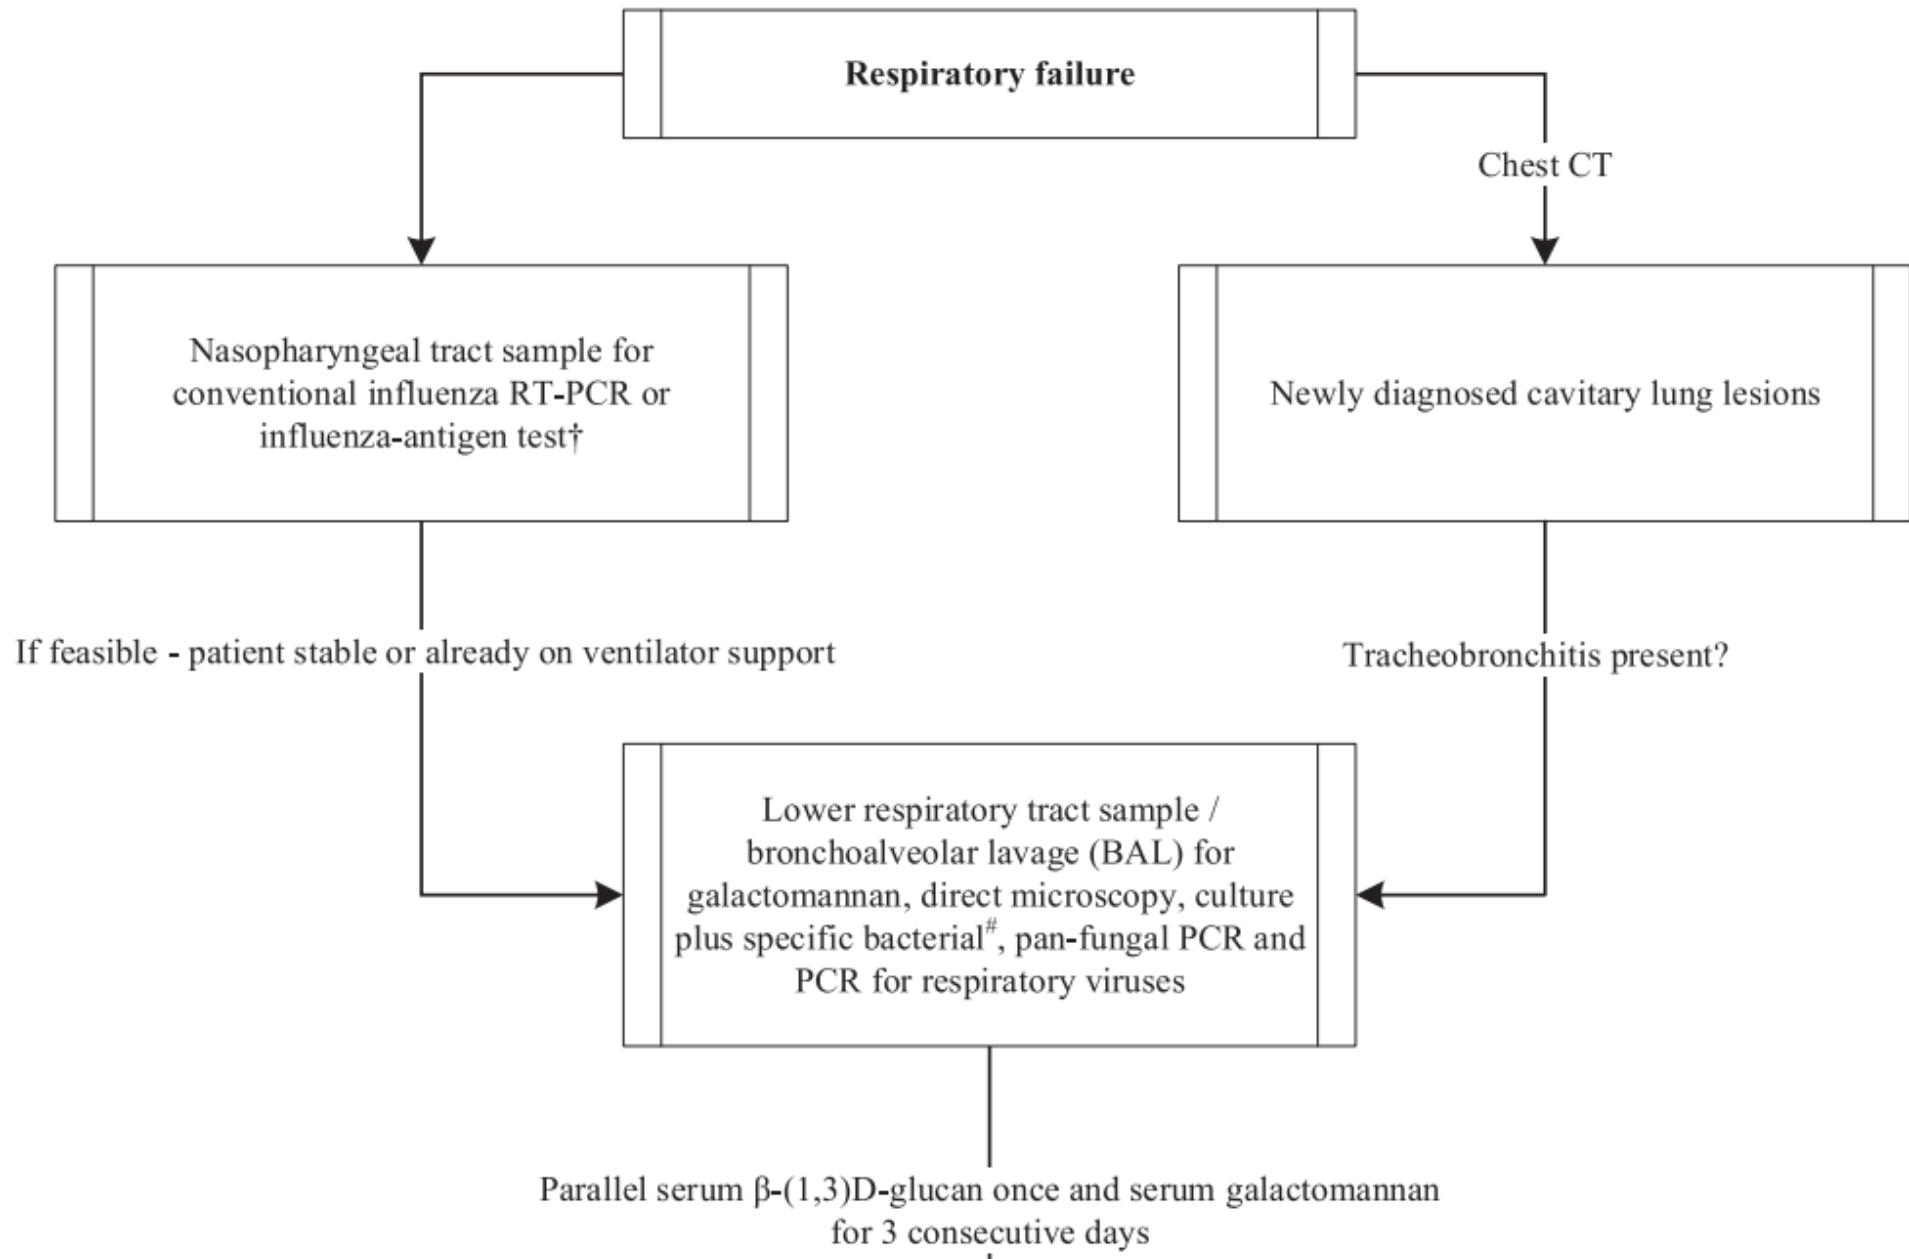 Respiratory failure
Chest CT
Nasopharyngeal tract sample for
conventional influenza RT-PCR or
influenza-antigen test†
Newly diagnosed cavitary lung lesions
If feasible - patient stable or already on ventilator support
Tracheobronchitis present?
Lower respiratory tract sample /
bronchoalveolar lavage (BAL) for
galactomannan, direct microscopy, culture
plus specific bacterial#, pan-fungal PCR and
PCR for respiratory viruses
Parallel serum β-(1,3)D-glucan once and serum galactomannan
for 3 consecutive days